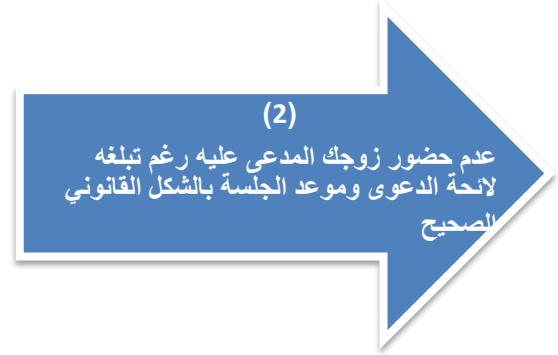 (2)
عدم حضور زوجك المدعى عليه رغم تبلغه
لائحة الدعوى وموعد الجلسة بالشكل القانوني
الصحيح